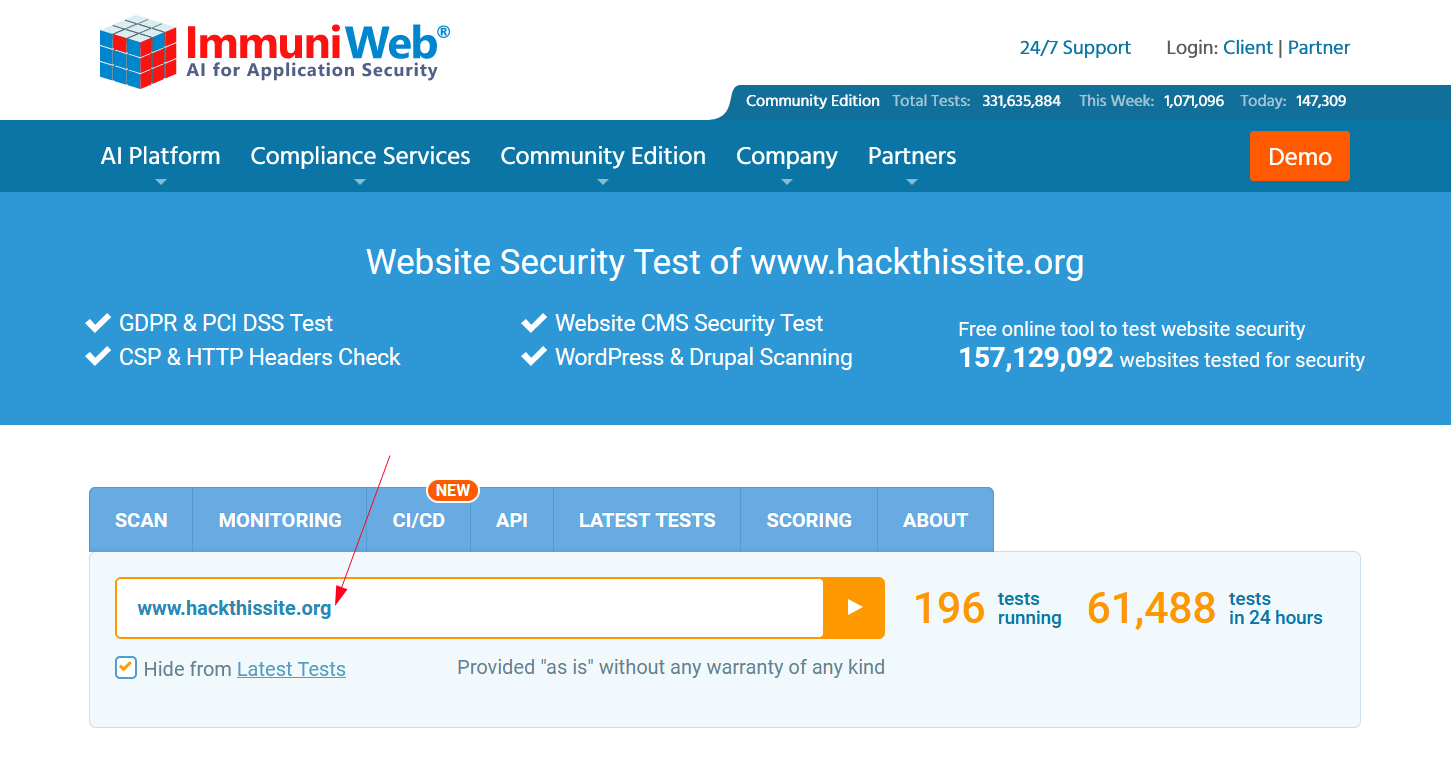 ImmuniWeb®
AI for Application Security
24/7 Support Login: Client | Partner
Community Edition Total Tests: 331,635,884 This Week: 1,071,096 Today: 147,309
AI Platform Compliance Services Community Edition Company Partners Demo
Website Security Test of www.hackthissite.org
GDPR & PCI DSS Test
CSP & HTTP Headers Check
Website CMS Security Test
WordPress & Drupal Scanning
Free online tool to test website security
157,129,092 websites tested for security
NEW
SCAN MONITORING CI/CD API LATEST TESTS SCORING ABOUT
www.hackthissite.org
196 tests running
61,488 tests in 24 hours
Hide from Latest Tests
Provided "as is" without any warranty of any kind